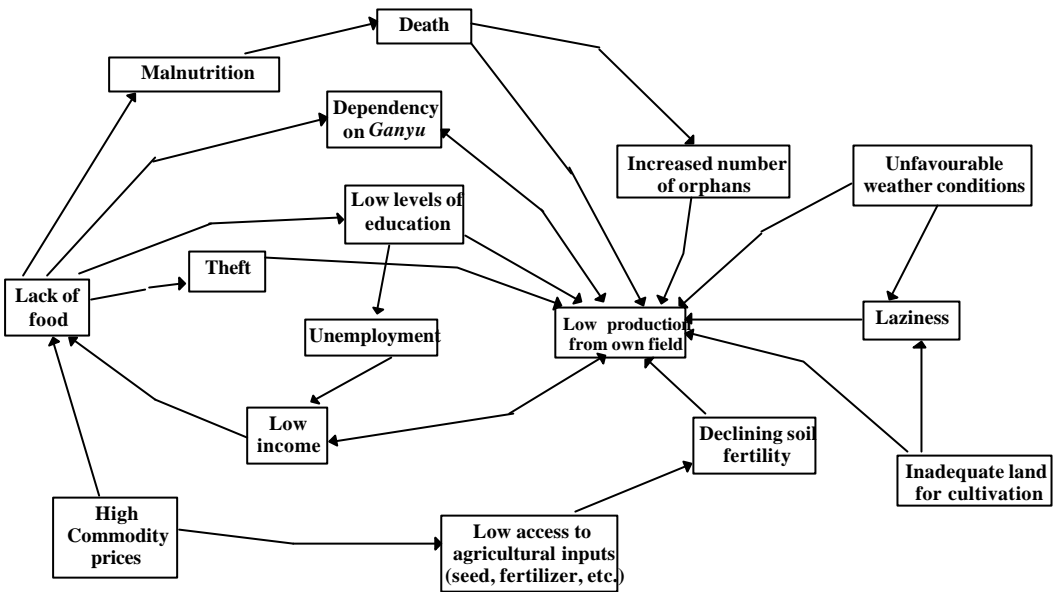 Death
Malnutrition
Dependency
on Ganyu
Increased number
of orphans
Unfavourable
weather conditions
Low levels of
education
Theft
Lack of
food
Laziness
Low production
from own field
Unemployment
Low
income
Declining soil
fertility
Inadequate land
for cultivation
High
Commodity
prices
Low access to
agricultural inputs
(seed, fertilizer, etc.)